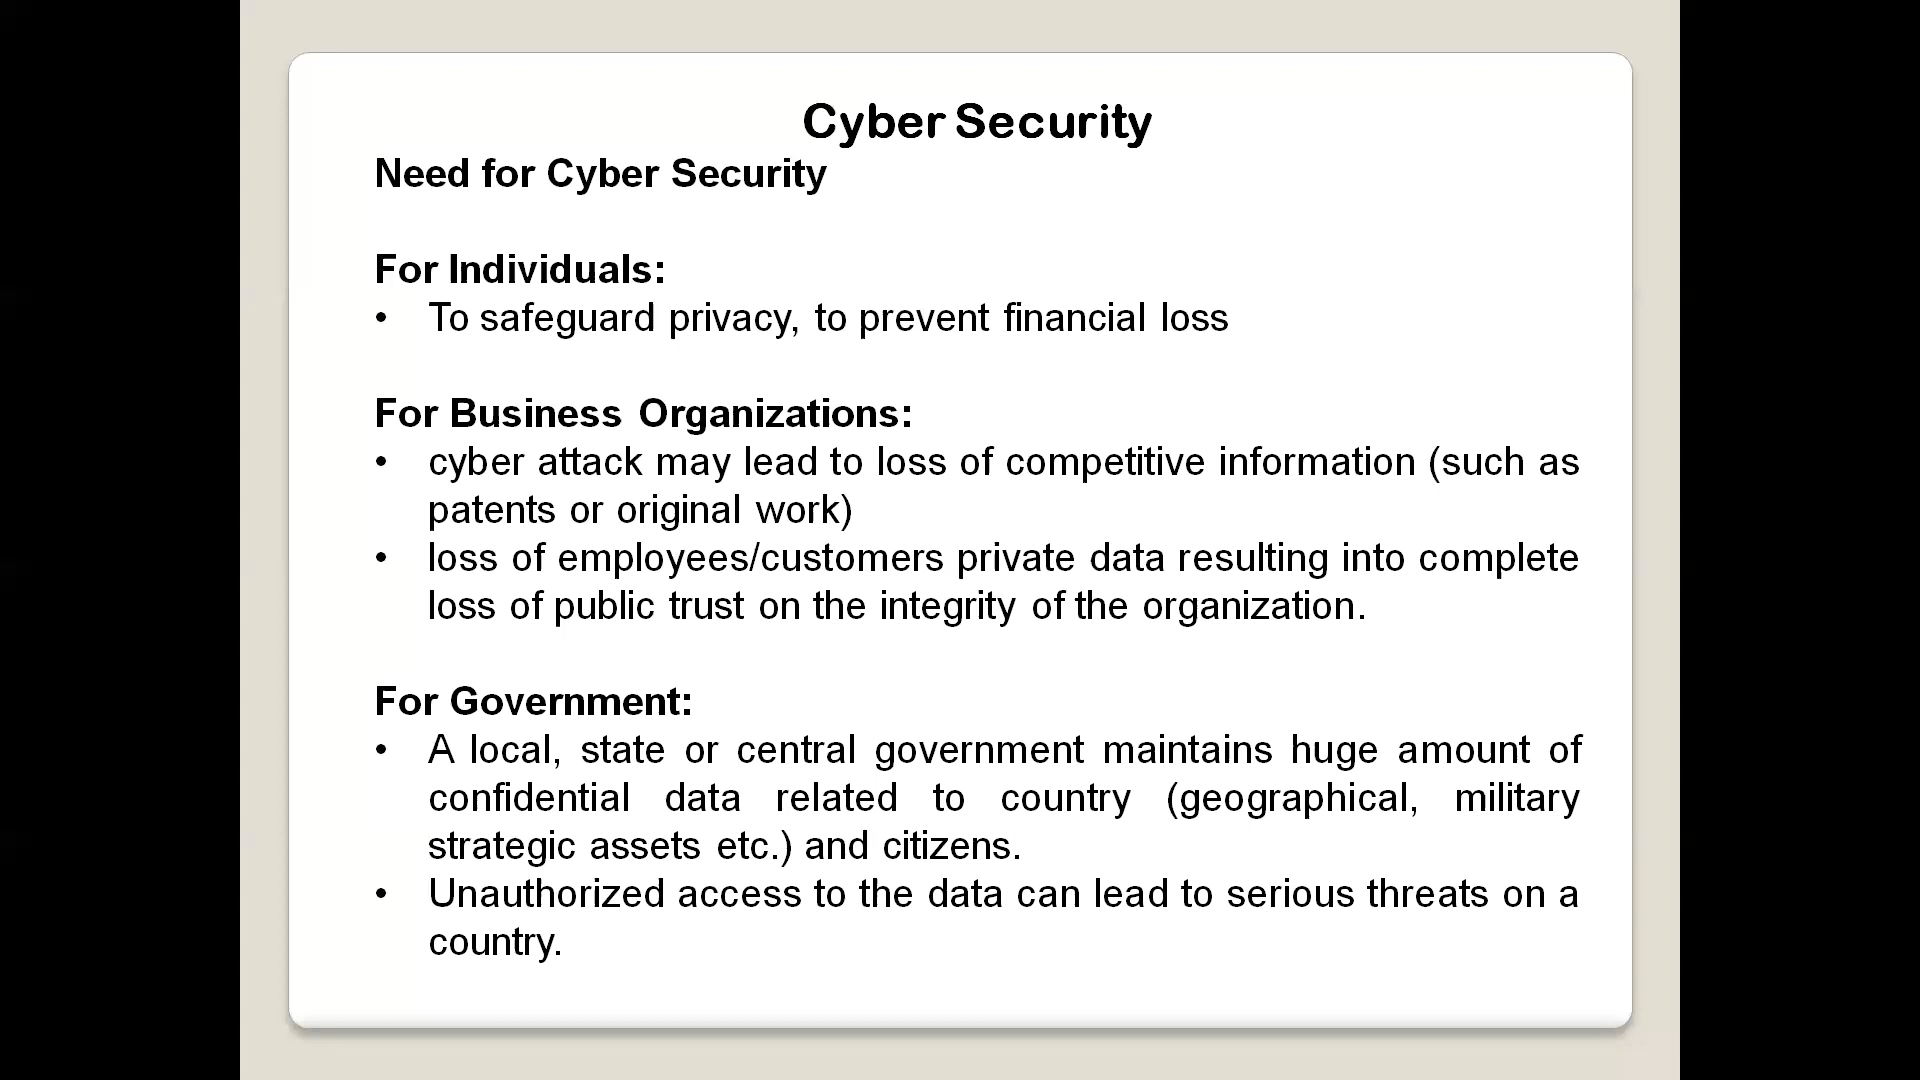 Cyber Security
Need for Cyber Security
For Individuals:
• To safeguard privacy, to prevent financial loss
For Business Organizations:
• cyber attack may lead to loss of competitive information (such as
patents or original work)
• loss of employees/customers private data resulting into complete
loss of public trust on the integrity of the organization.
For Government:
• A local, state or central government maintains huge amount of
confidential data related to country (geographical, military
strategic assets etc.) and citizens.
• Unauthorized access to the data can lead to serious threats on a
country.